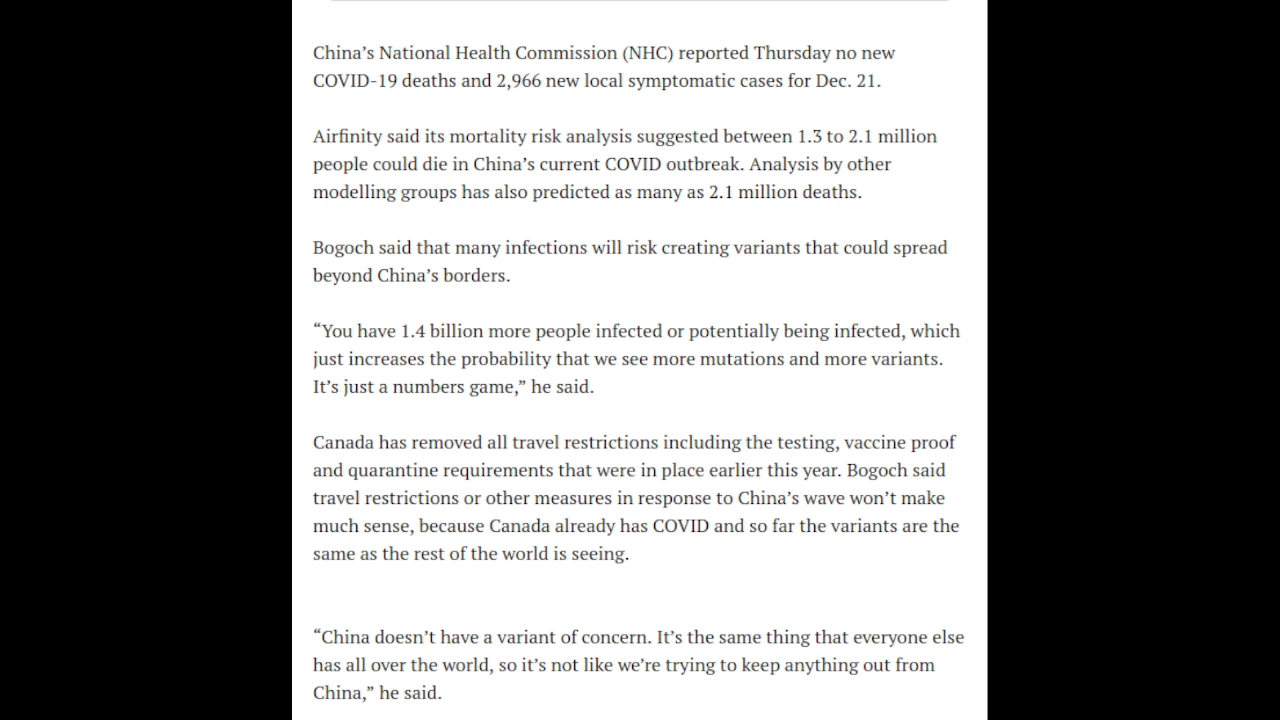 China’s National Health Commission (NHC) reported Thursday no new
COVID-19 deaths and 2,966 new local symptomatic cases for Dec. 21.
Airfinity said its mortality risk analysis suggested between 1.3 to 2.1 million
people could die in China’s current COVID outbreak. Analysis by other
modelling groups has also predicted as many as 2.1 million deaths.
Bogoch said that many infections will risk creating variants that could spread
beyond China’s borders.
“You have 1.4 billion more people infected or potentially being infected, which
just increases the probability that we see more mutations and more variants.
It’s just a numbers game,” he said.
Canada has removed all travel restrictions including the testing, vaccine proof
and quarantine requirements that were in place earlier this year. Bogoch said
travel restrictions or other measures in response to China’s wave won’t make
much sense, because Canada already has COVID and so far the variants are the
same as the rest of the world is seeing.
“China doesn’t have a variant of concern. It’s the same thing that everyone else
has all over the world, so it’s not like we’re trying to keep anything out from
China,” he said.